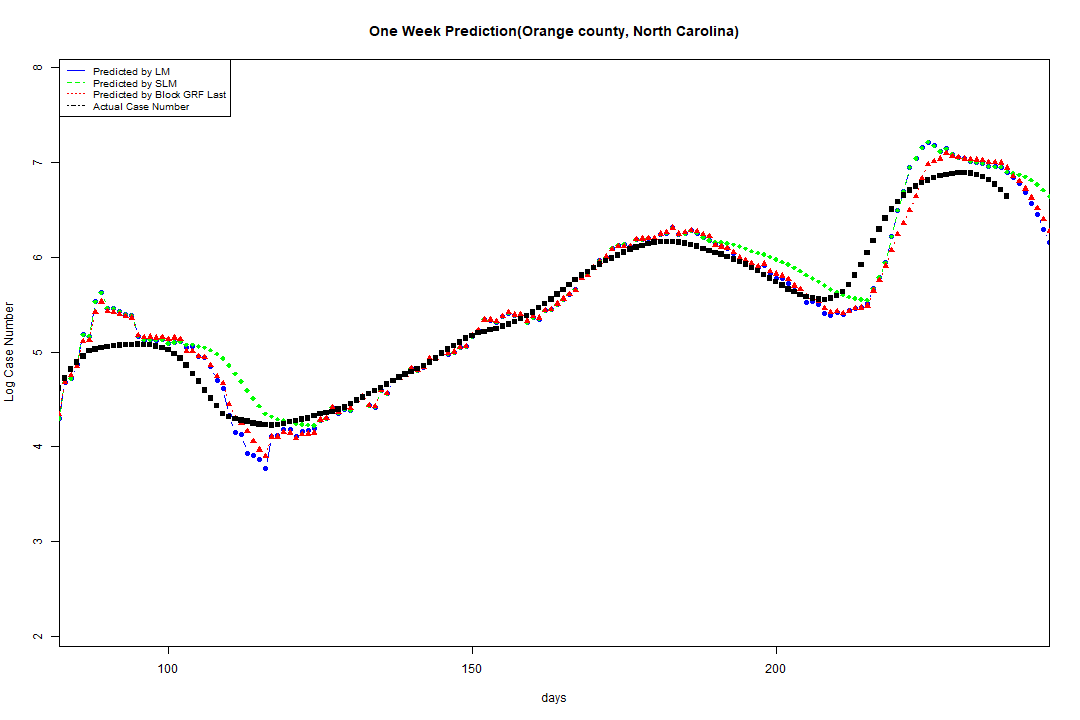 One Week Prediction(Orange county, North Carolina)
Predicted by LM
Predicted by SLM
Predicted by Block GRF Last
Actual Case Number
8
7
6
5
4
3
2
Log Case Number
100
150
200
days